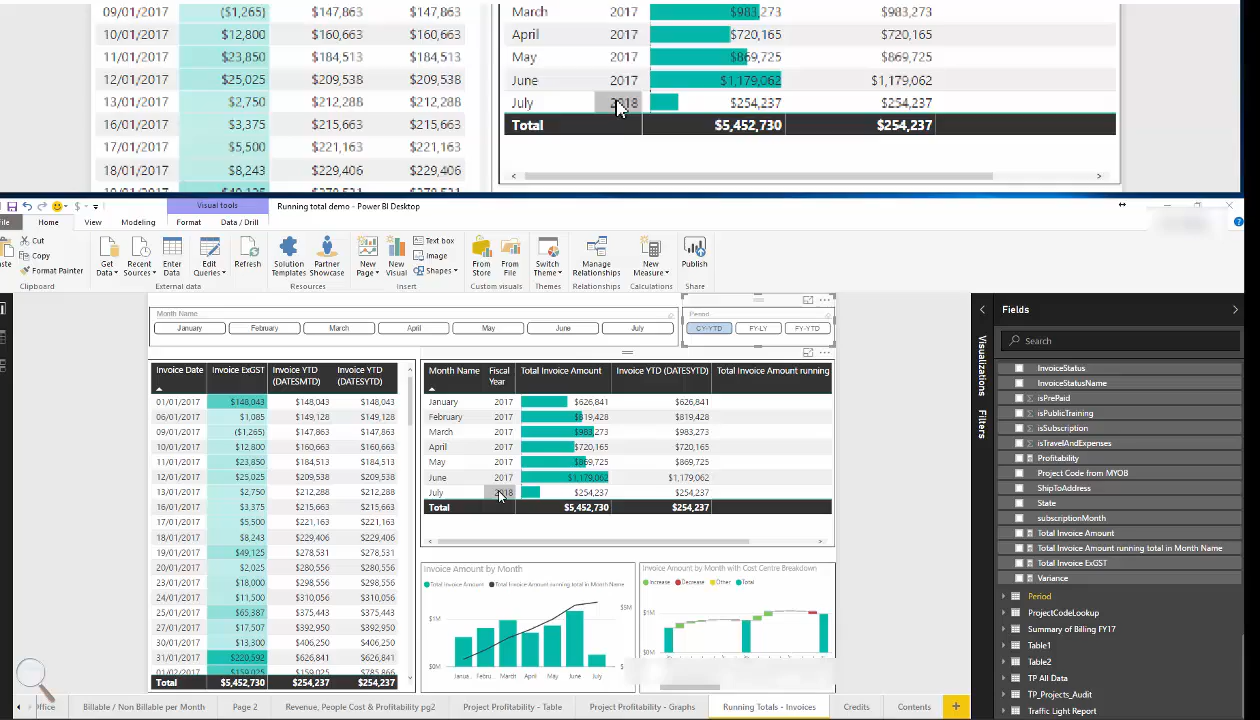 09/01/2017 ($1,265) $147,863 $147,863
10/01/2017 $12,800 $160,663 $160,663
11/01/2017 $23,850 $184,513 $184,513
12/01/2017 $25,025 $209,538 $209,538
13/01/2017 $2,750 $212,288 $212,288
16/01/2017 $3,375 $215,663 $215,663
17/01/2017 $5,500 $221,163 $221,163
18/01/2017 $8,243 $229,406 $229,406
March 2017 $983,273 $983,273
April 2017 $720,165 $720,165
May 2017 $869,725 $869,725
June 2017 $1,179,062 $1,179,062
July 2018 $254,237 $254,237
Total $5,452,730 $254,237
Visual tools
Running total demo - Power BI Desktop
File Home View Modeling Format Data / Drill
Cut
Copy
Format Painter
Clipboard
Get Data
Recent Sources
Enter Data
Edit Queries
Refresh
External data
Solution Templates
Partner Showcase
Resources
New Page
New Visual
Text box
Image
Shapes
Insert
From Store
From File
Custom visuals
Switch Theme
Themes
Manage Relationships
Relationships
New Measure
Calculations
Publish
Share
Month Name
January February March April May June July
Period
CY-YTD FY-LY FY-YTD
Invoice Date Invoice ExGST Invoice YTD (DATESMTD) Invoice YTD (DATESYTD)
01/01/2017 $148,043 $148,043 $148,043
06/01/2017 $1,085 $149,128 $149,128
09/01/2017 ($1,265) $147,863 $147,863
10/01/2017 $12,800 $160,663 $160,663
11/01/2017 $23,850 $184,513 $184,513
12/01/2017 $25,025 $209,538 $209,538
13/01/2017 $2,750 $212,288 $212,288
16/01/2017 $3,375 $215,663 $215,663
17/01/2017 $5,500 $221,163 $221,163
18/01/2017 $8,243 $229,406 $229,406
19/01/2017 $49,125 $278,531 $278,531
20/01/2017 $2,025 $280,556 $280,556
23/01/2017 $18,000 $298,556 $298,556
24/01/2017 $11,500 $310,056 $310,056
25/01/2017 $65,387 $375,443 $375,443
27/01/2017 $17,507 $392,950 $392,950
30/01/2017 $13,300 $406,250 $406,250
31/01/2017 $220,592 $626,841 $626,841
01/02/2017 $159,025 $159,025 $785,866
Total $5,452,730 $254,237 $254,237
Month Name Fiscal Year Total Invoice Amount Invoice YTD (DATESYTD) Total Invoice Amount running
January 2017 $626,841 $626,841
February 2017 $819,428 $819,428
March 2017 $983,273 $983,273
April 2017 $720,165 $720,165
May 2017 $869,725 $869,725
June 2017 $1,179,062 $1,179,062
July 2018 $254,237 $254,237
Total $5,452,730 $254,237
Invoice Amount by Month
Total Invoice Amount Total Invoice Amount running total in Month Name
$1M
$0M
$5M
Janua... Febru... March April May June July
Invoice Amount by Month with Cost Centre Breakdown
Increase Decrease Other Total
$1M
$0M
Visualizations
Filters
Fields
Search
InvoiceStatus
InvoiceStatusName
isPrePaid
isPublicTraining
isSubscription
isTravelAndExpenses
Profitability
Project Code from MYOB
ShipToAddress
State
subscriptionMonth
Total Invoice Amount
Total Invoice Amount running total in Month Name
Total Invoice ExGST
Variance
Period
ProjectCodeLookup
Summary of Billing FY17
Table1
Table2
TP All Data
TP_Projects_Audit
Traffic Light Report
Office Billable / Non Billable per Month Page 2 Revenue, People Cost & Profitability pg2 Project Profitability - Table Project Profitability - Graphs Running Totals - Invoices Credits Contents